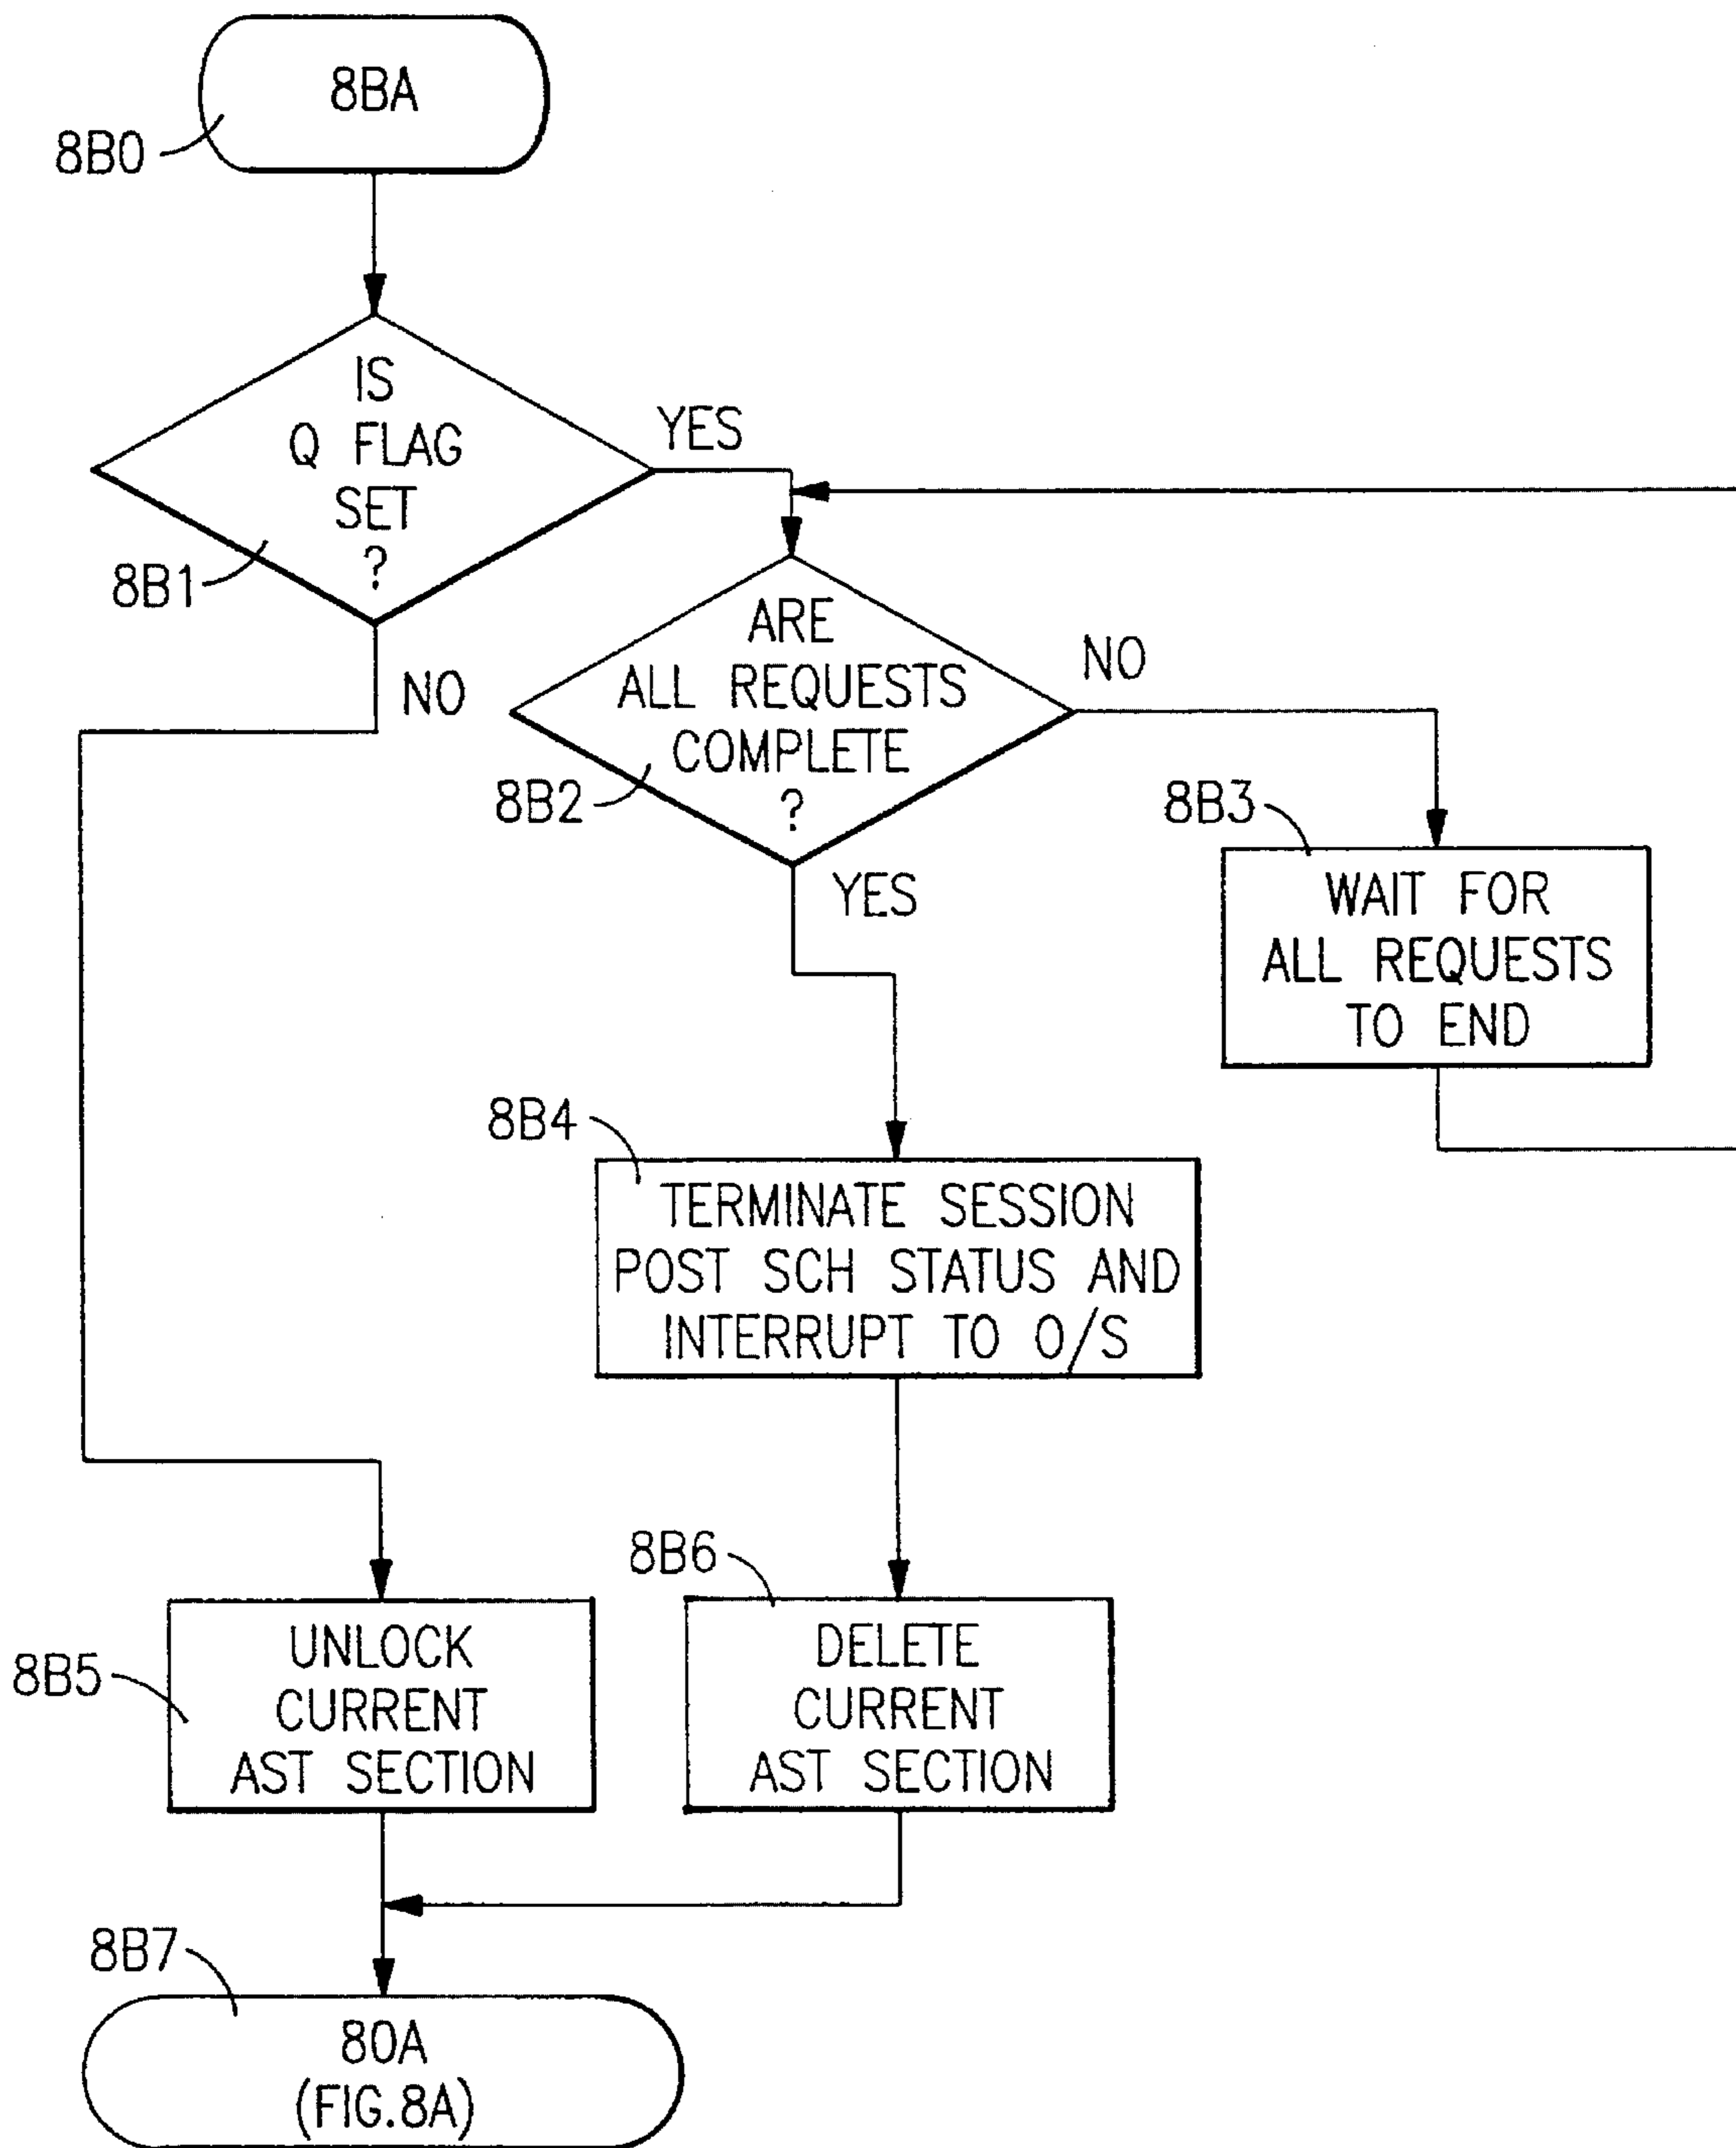 8BA
8B0
IS
Q FLAG
SET
?
8B1
YES
NO
ARE
ALL REQUESTS
COMPLETE
?
8B2
NO
YES
8B3
WAIT FOR
ALL REQUESTS
TO END
8B4
TERMINATE SESSION
POST SCH STATUS AND
INTERRUPT TO O/S
8B5
UNLOCK
CURRENT
AST SECTION
8B6
DELETE
CURRENT
AST SECTION
8B7
80A
(FIG.8A)